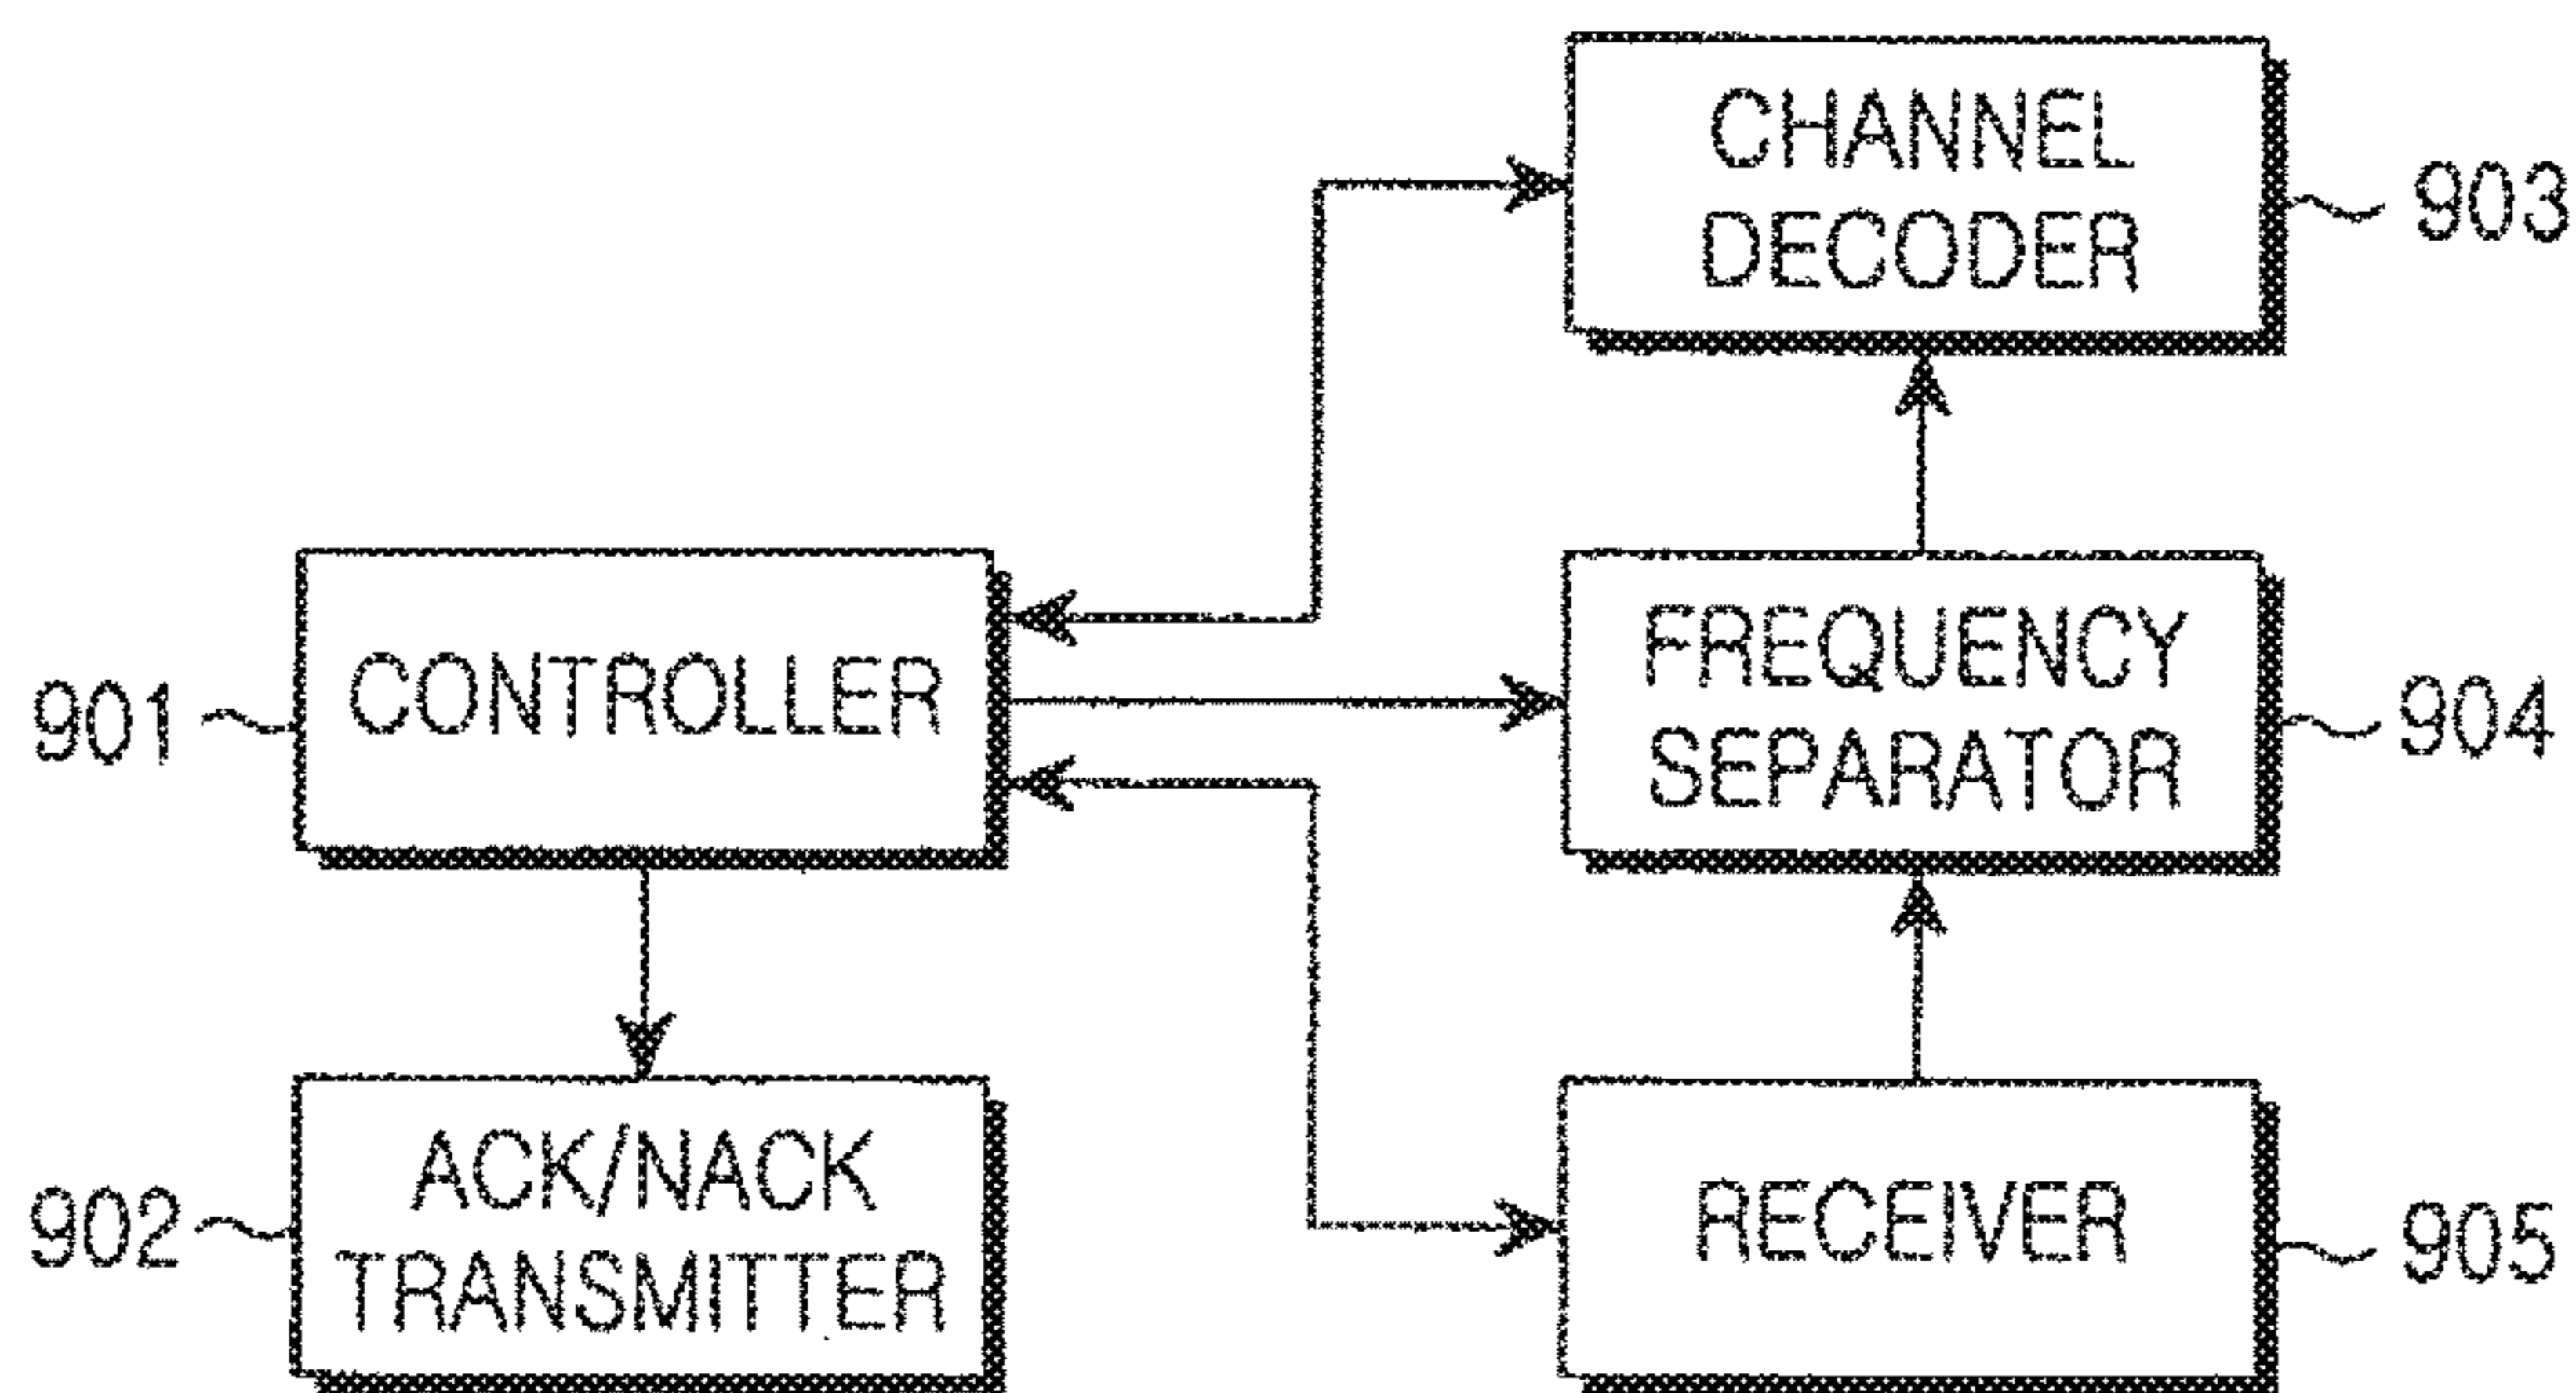 CHANNEL
DECODER
903
CONTROLLER
901
FREQUENCY
SEPARATOR
904
ACK/NACK
TRANSMITTER
902
RECEIVER
905